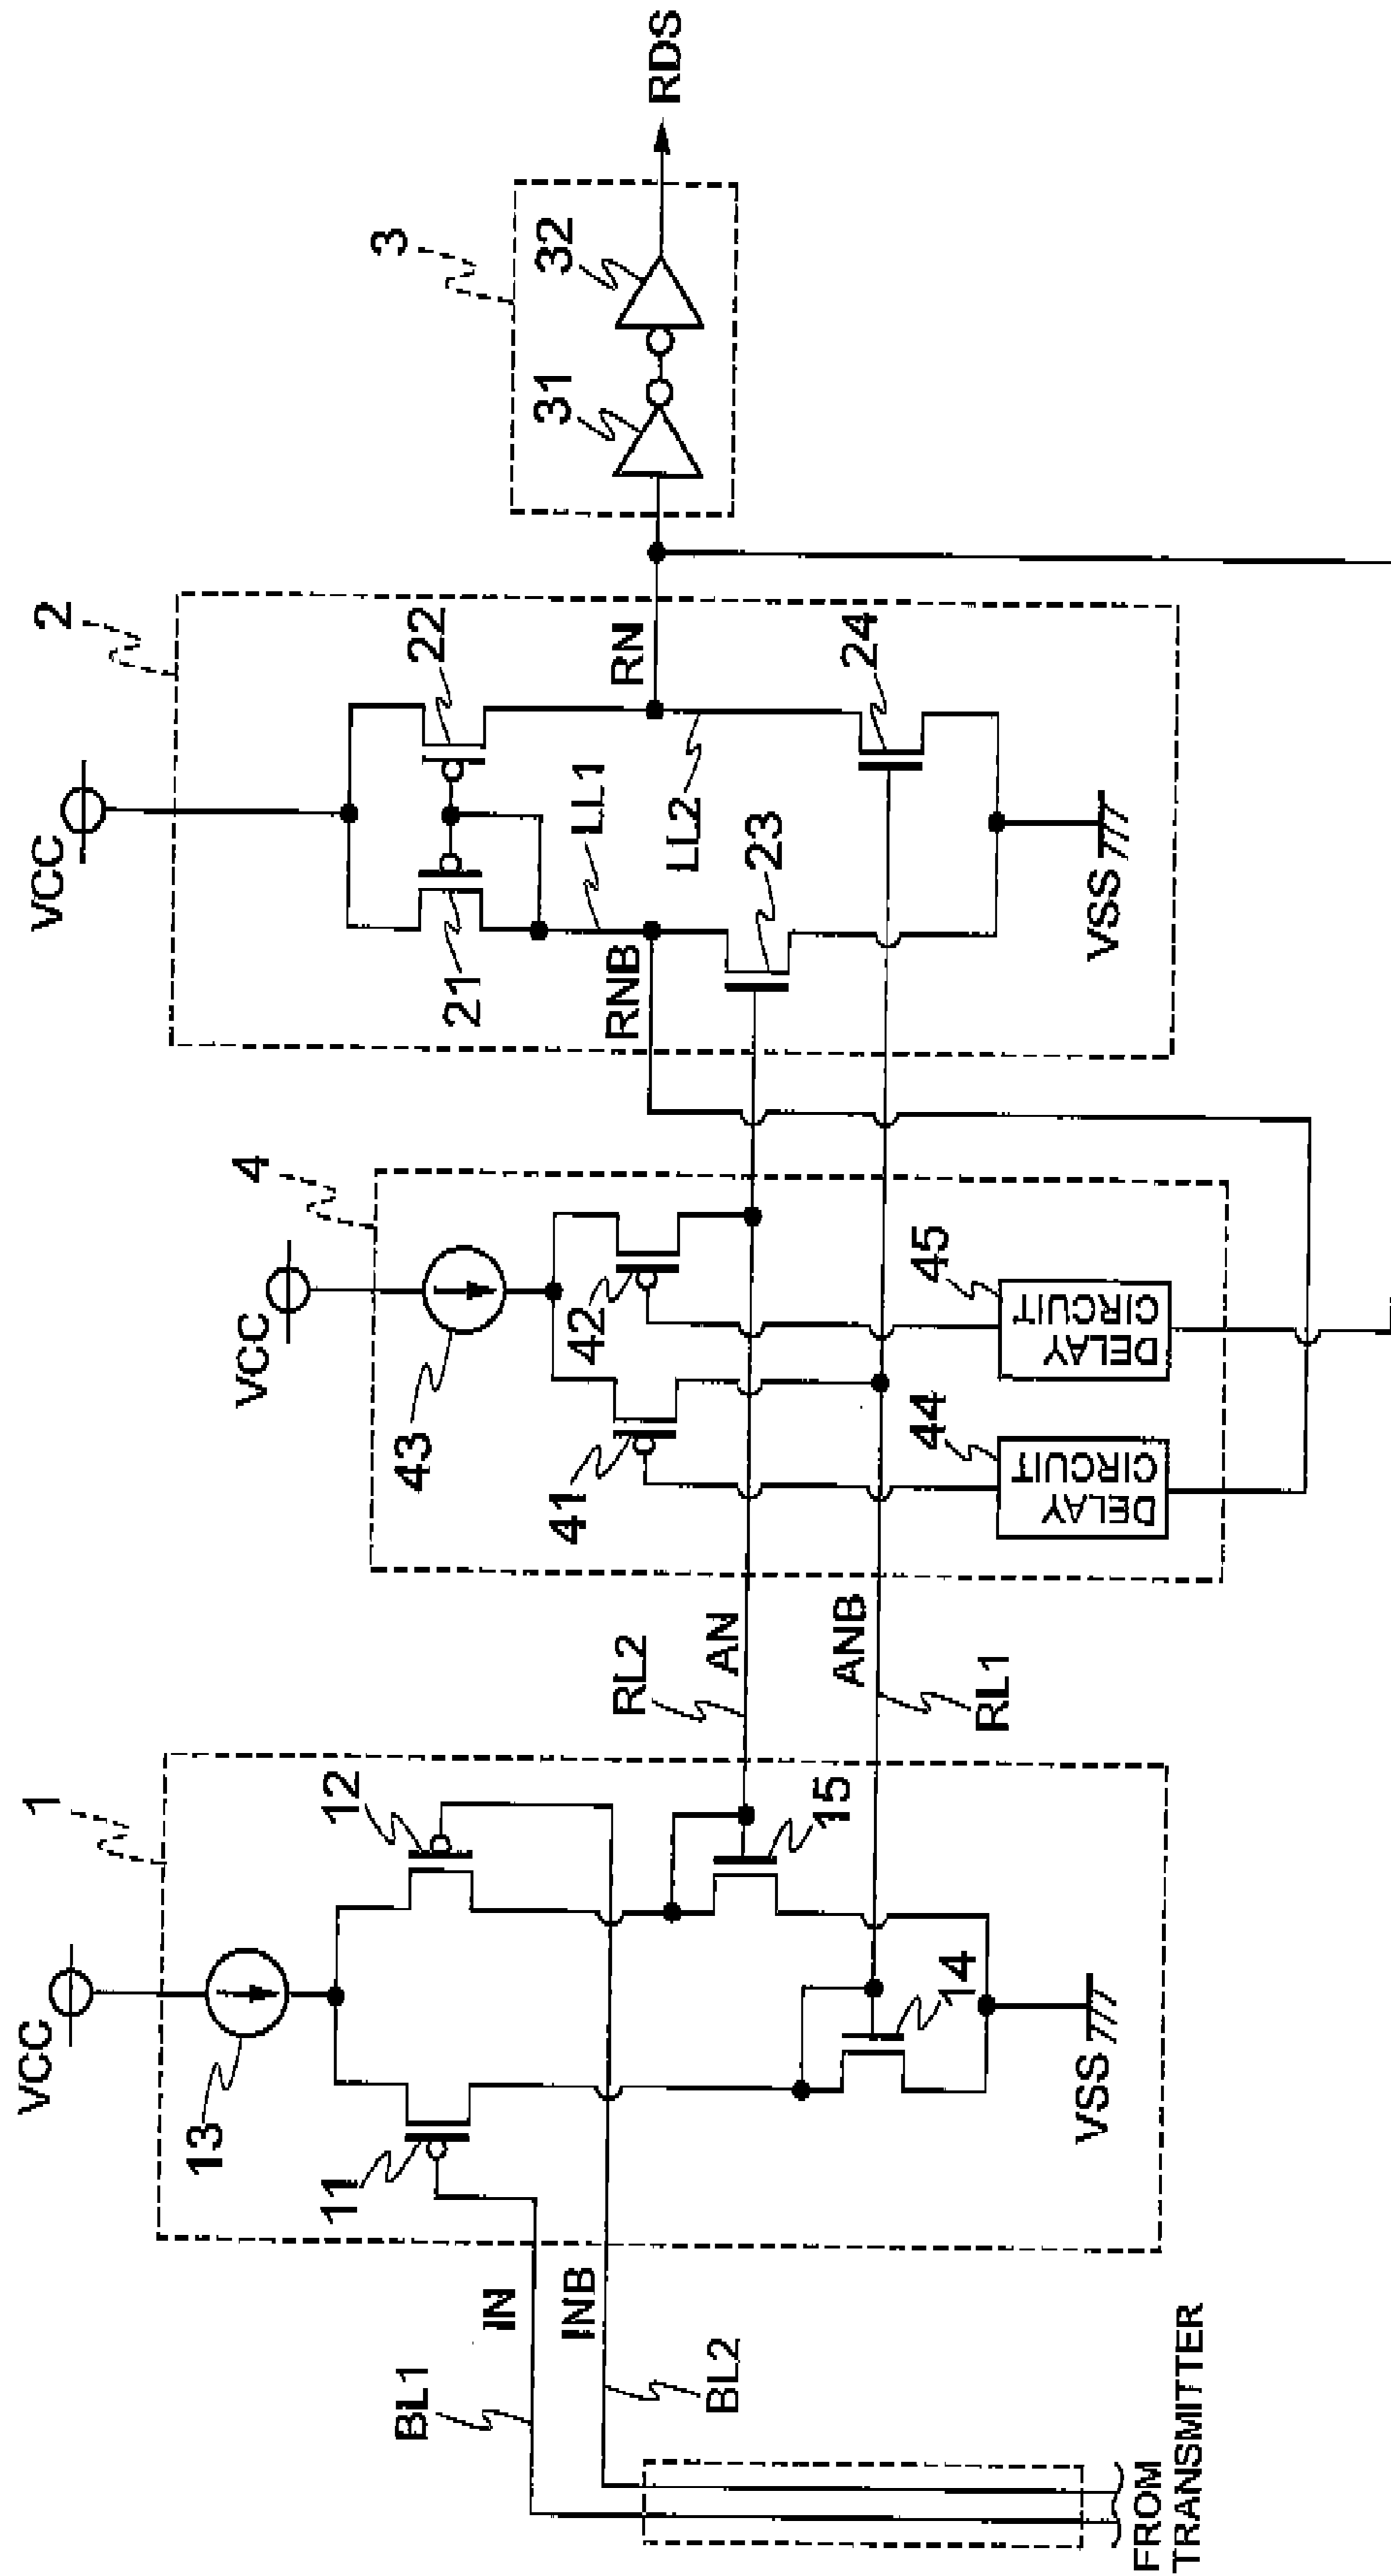 VCC
1
13
11
12
IN
INB
BL1
BL2
15
14
VSS
FROM
TRANSMITTER
RL2
AN
ANB
RL1
VCC
4
43
41
42
44
45
DELAY
CIRCUIT
DELAY
CIRCUIT
VCC
2
21
22
LL1
RNB
RN
LL2
23
24
VSS
3
31
32
RDS